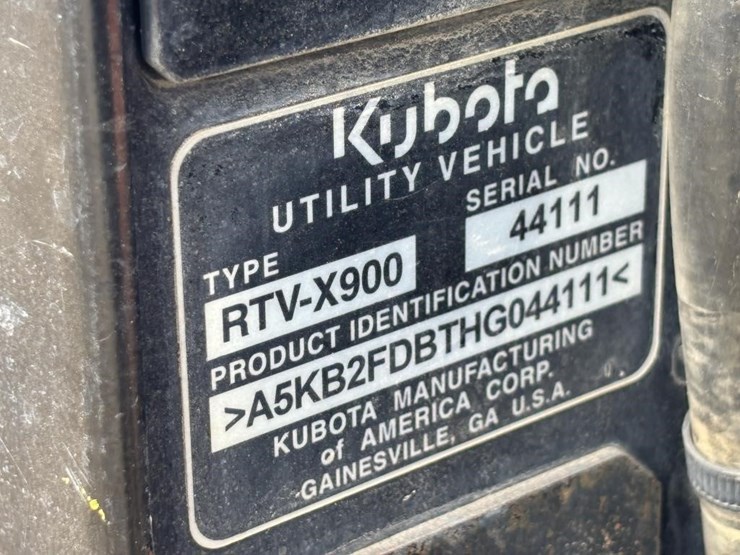 Kubota
UTILITY VEHICLE
TYPE
SERIAL NO.
RTV-X900
44111
PRODUCT IDENTIFICATION NUMBER
>A5KB2FDBTHG044111<
KUBOTA MANUFACTURING
of AMERICA CORP.
GAINESVILLE, GA U.S.A.